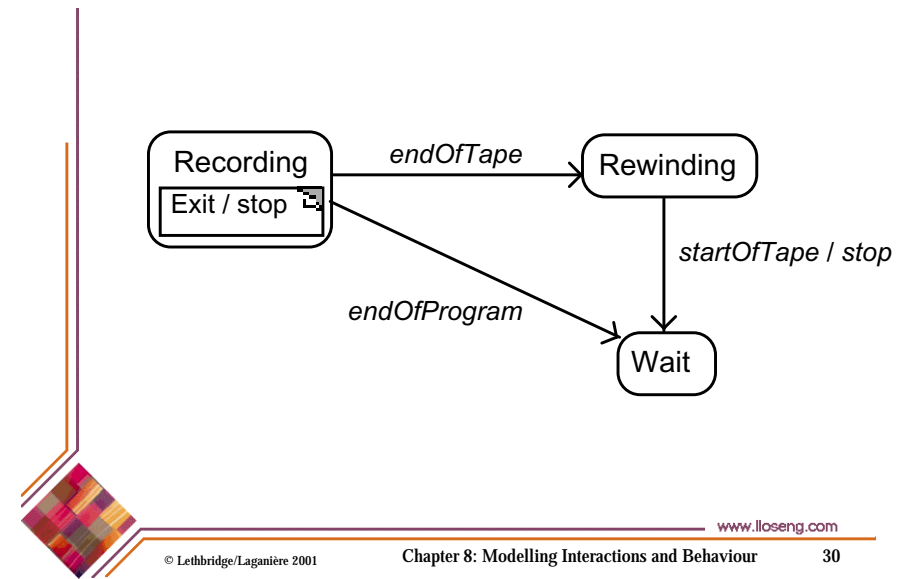 Recording
Exit / stop
endOfTape
Rewinding
startOfTape / stop
endOfProgram
Wait
www.lloseng.com
© Lethbridge/Laganière 2001
Chapter 8: Modelling Interactions and Behaviour
30